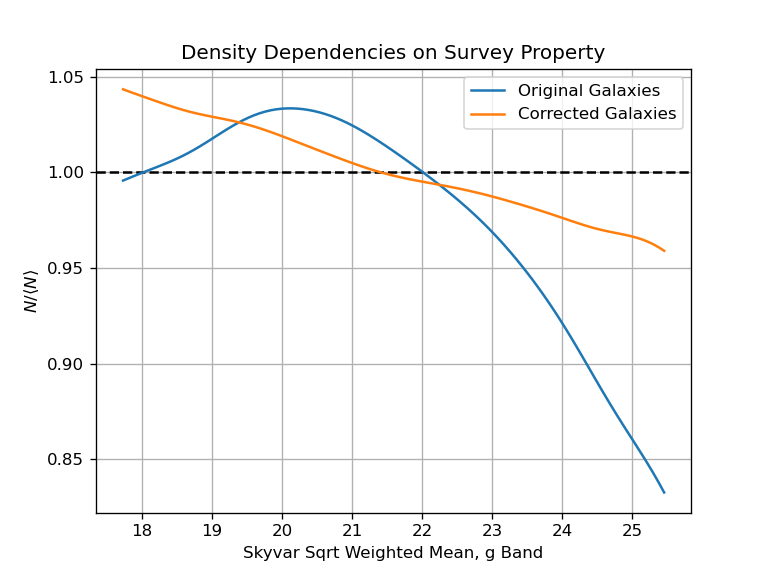 Density Dependencies on Survey Property
Original Galaxies
Corrected Galaxies
1.05
1.00
0.95
0.90
0.85
N/⟨N⟩
18 19 20 21 22 23 24 25
Skyvar Sqrt Weighted Mean, g Band